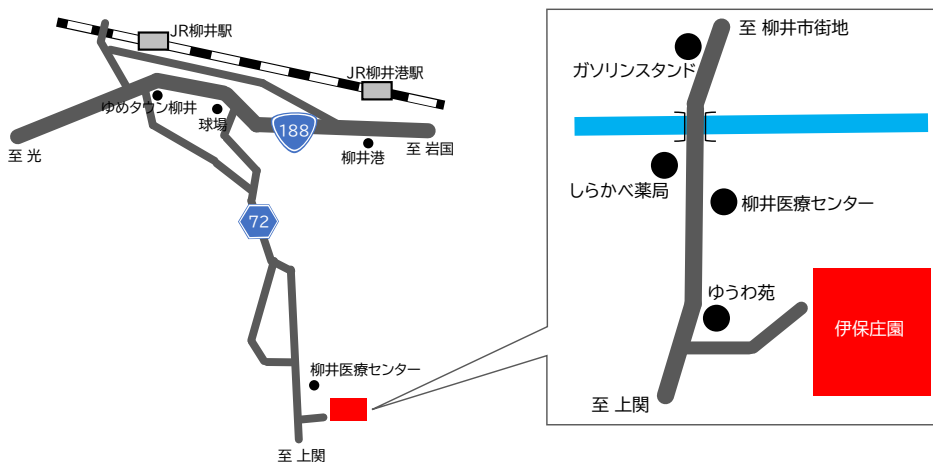 JR柳井駅
JR柳井港駅
ゆめタウン柳井
球場
188
柳井港
至 光
至 岩国
72
柳井医療センター
至 上関
至 柳井市街地
ガソリンスタンド
しらかべ薬局
柳井医療センター
ゆうわ苑
伊保庄園
至 上関